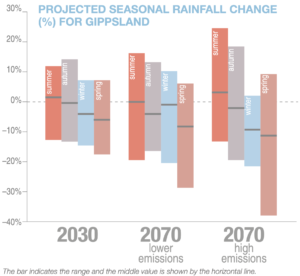 PROJECTED SEASONAL RAINFALL CHANGE
(%) FOR GIPPSLAND
30%
20%
10%
0%
-10%
-20%
-30%
-40%
summer
autumn
winter
spring
summer
autumn
winter
spring
summer
autumn
winter
spring
2030
2070
lower
emissions
2070
high
emissions
The bar indicates the range and the middle value is shown by the horizontal line.